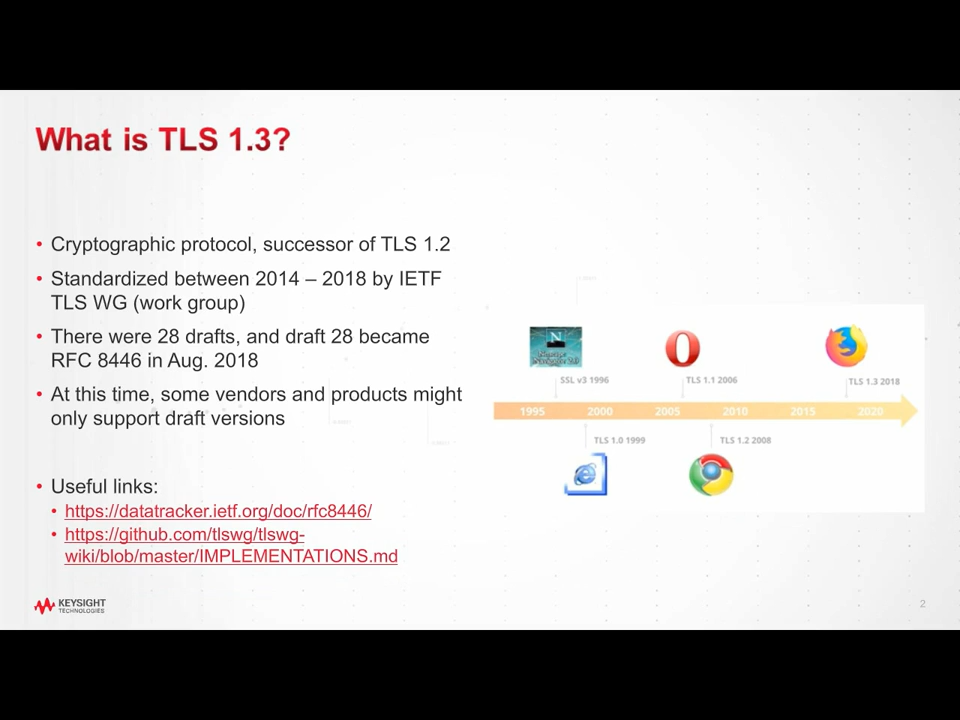 What is TLS 1.3?
• Cryptographic protocol, successor of TLS 1.2
• Standardized between 2014 – 2018 by IETF
TLS WG (work group)
• There were 28 drafts, and draft 28 became
RFC 8446 in Aug. 2018
• At this time, some vendors and products might
only support draft versions
• Useful links:
• https://datatracker.ietf.org/doc/rfc8446/
• https://github.com/tlswg/tlswg-
wiki/blob/master/IMPLEMENTATIONS.md
N
Netscape
Navigator 2.0
SSL v3 1996
TLS 1.1 2006
TLS 1.3 2018
1995 2000 2005 2010 2015 2020
TLS 1.0 1999
TLS 1.2 2008
KEYSIGHT
TECHNOLOGIES
2